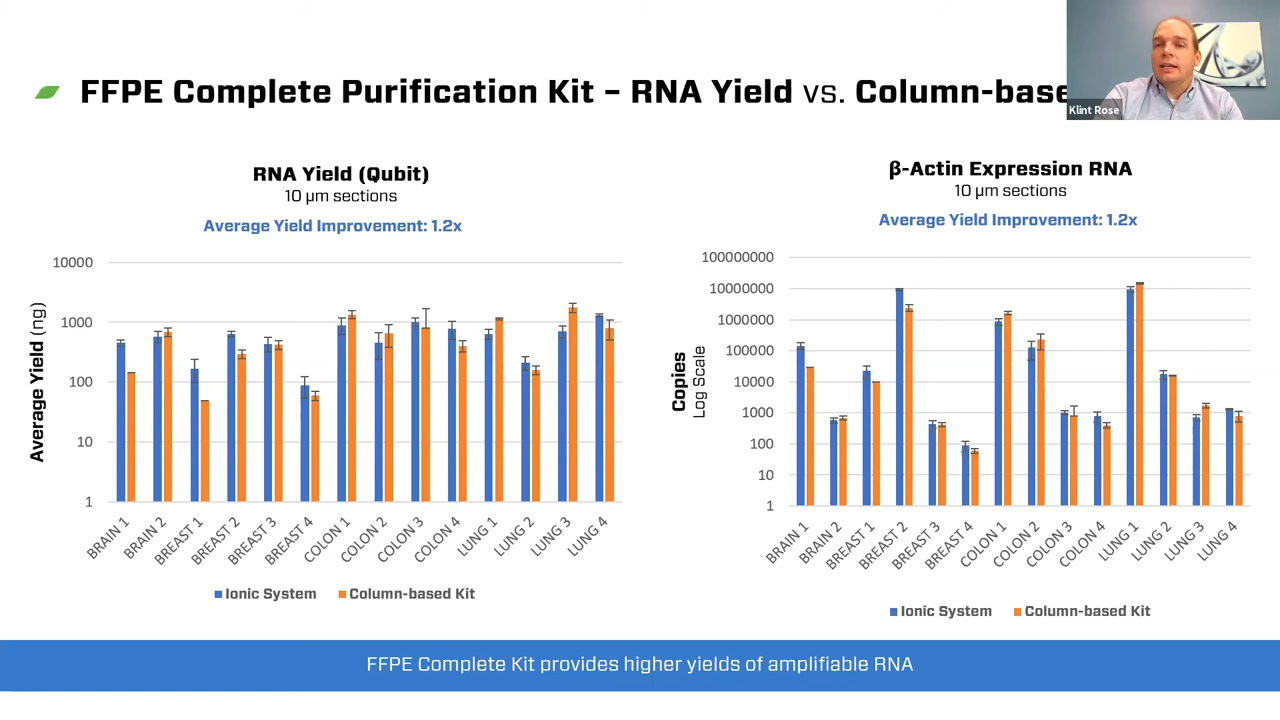 FFPE Complete Purification Kit – RNA Yield vs. Column-base
Klint Rose
RNA Yield (Qubit)
10 µm sections
Average Yield Improvement: 1.2x
Average Yield (ng)
10000
1000
100
10
1
BRAIN 1
BRAIN 2
BREAST 1
BREAST 2
BREAST 3
BREAST 4
COLON 1
COLON 2
COLON 3
COLON 4
LUNG 1
LUNG 2
LUNG 3
LUNG 4
Ionic System
Column-based Kit
β-Actin Expression RNA
10 µm sections
Average Yield Improvement: 1.2x
Copies
Log Scale
100000000
10000000
1000000
100000
10000
1000
100
10
1
BRAIN 1
BRAIN 2
BREAST 1
BREAST 2
BREAST 3
BREAST 4
COLON 1
COLON 2
COLON 3
COLON 4
LUNG 1
LUNG 2
LUNG 3
LUNG 4
Ionic System
Column-based Kit
FFPE Complete Kit provides higher yields of amplifiable RNA